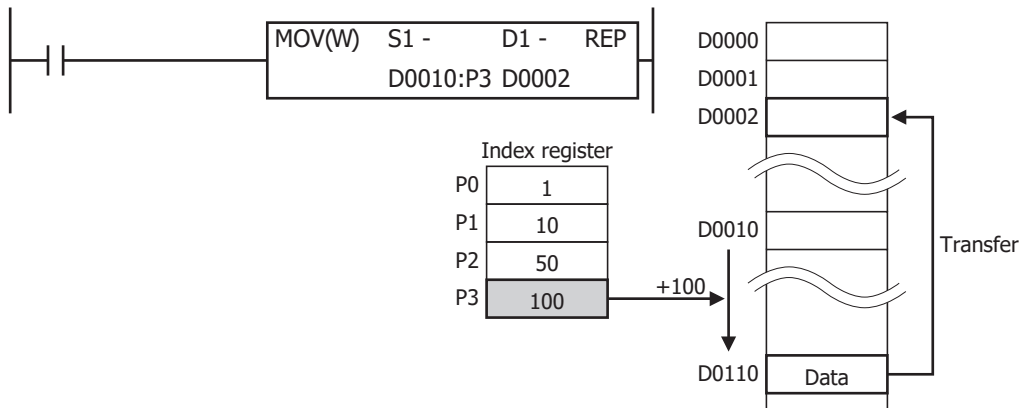 MOV(W) S1 - D1 - REP
D0010:P3 D0002
D0000
D0001
D0002
Index register
P0 1
P1 10
P2 50
P3 100
+100
D0010
Transfer
D0110 Data